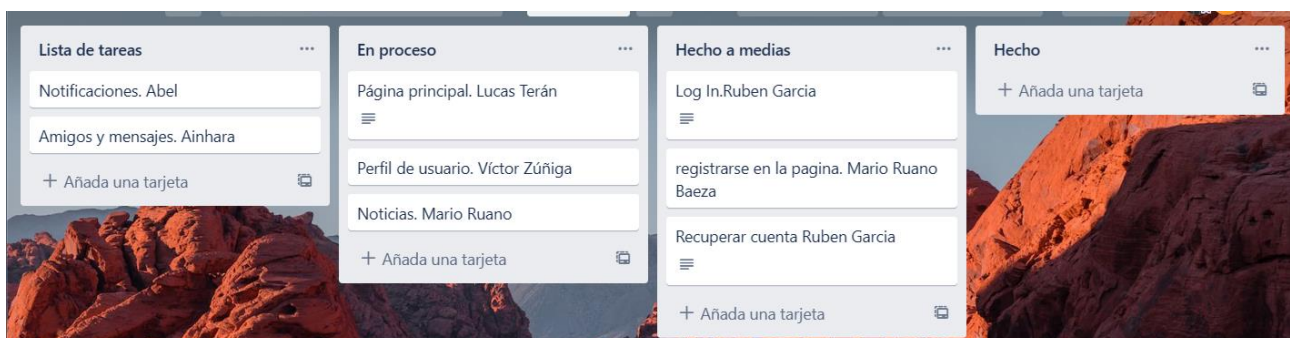 Lista de tareas
Notificaciones. Abel
Amigos y mensajes. Ainhara
+ Añada una tarjeta
En proceso
Página principal. Lucas Terán
Perfil de usuario. Víctor Zúñiga
Noticias. Mario Ruano
+ Añada una tarjeta
Hecho a medias
Log In.Ruben Garcia
registrarse en la pagina. Mario Ruano
Baeza
Recuperar cuenta Ruben Garcia
+ Añada una tarjeta
Hecho
+ Añada una tarjeta